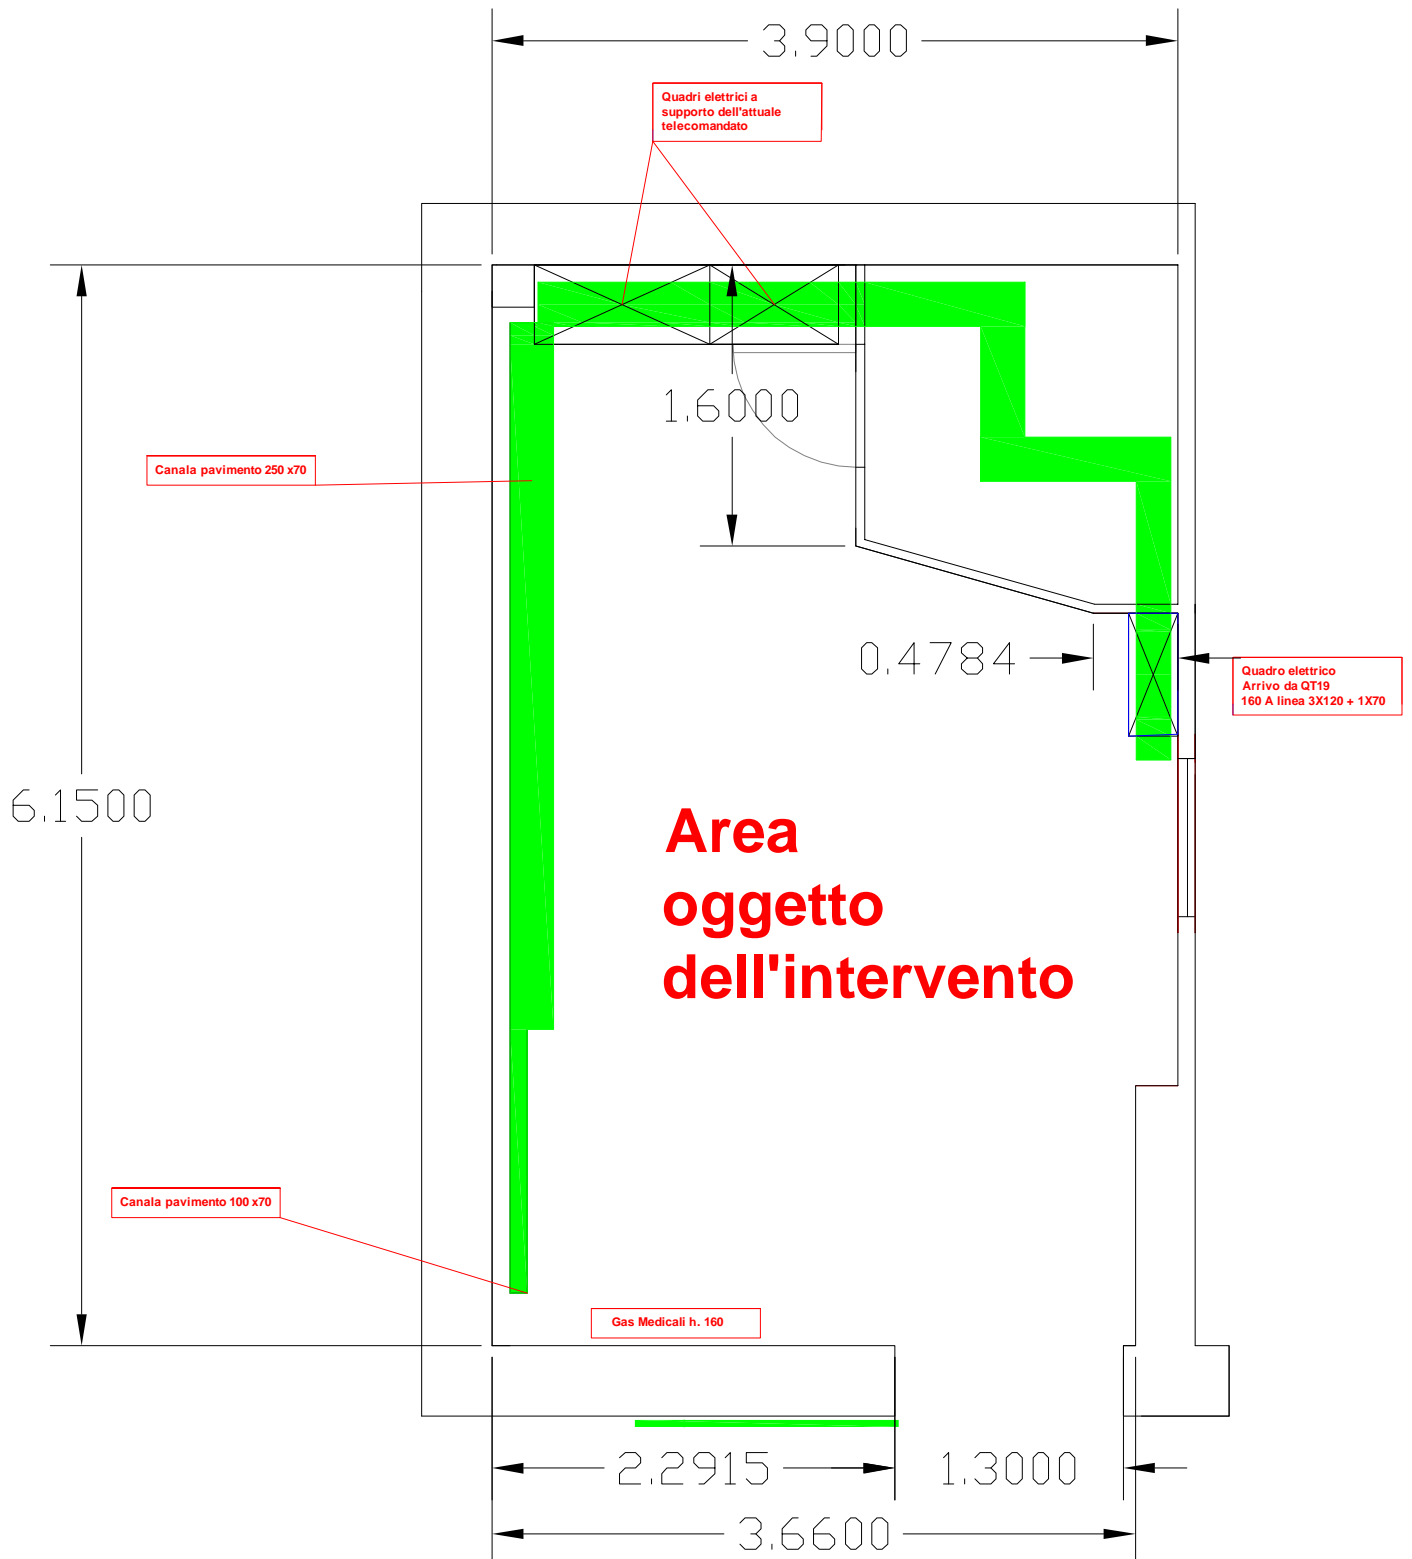 3.9000
Quadri elettrici a
supporto dell'attuale
telecomandato
1.6000
Canala pavimento 250 x70
0.4784
Quadro elettrico
Arrivo da QT19
160 A linea 3X120 + 1X70
6.1500
Area
oggetto
dell'intervento
Canala pavimento 100 x70
Gas Medicali h. 160
2.2915
1.3000
3.6600